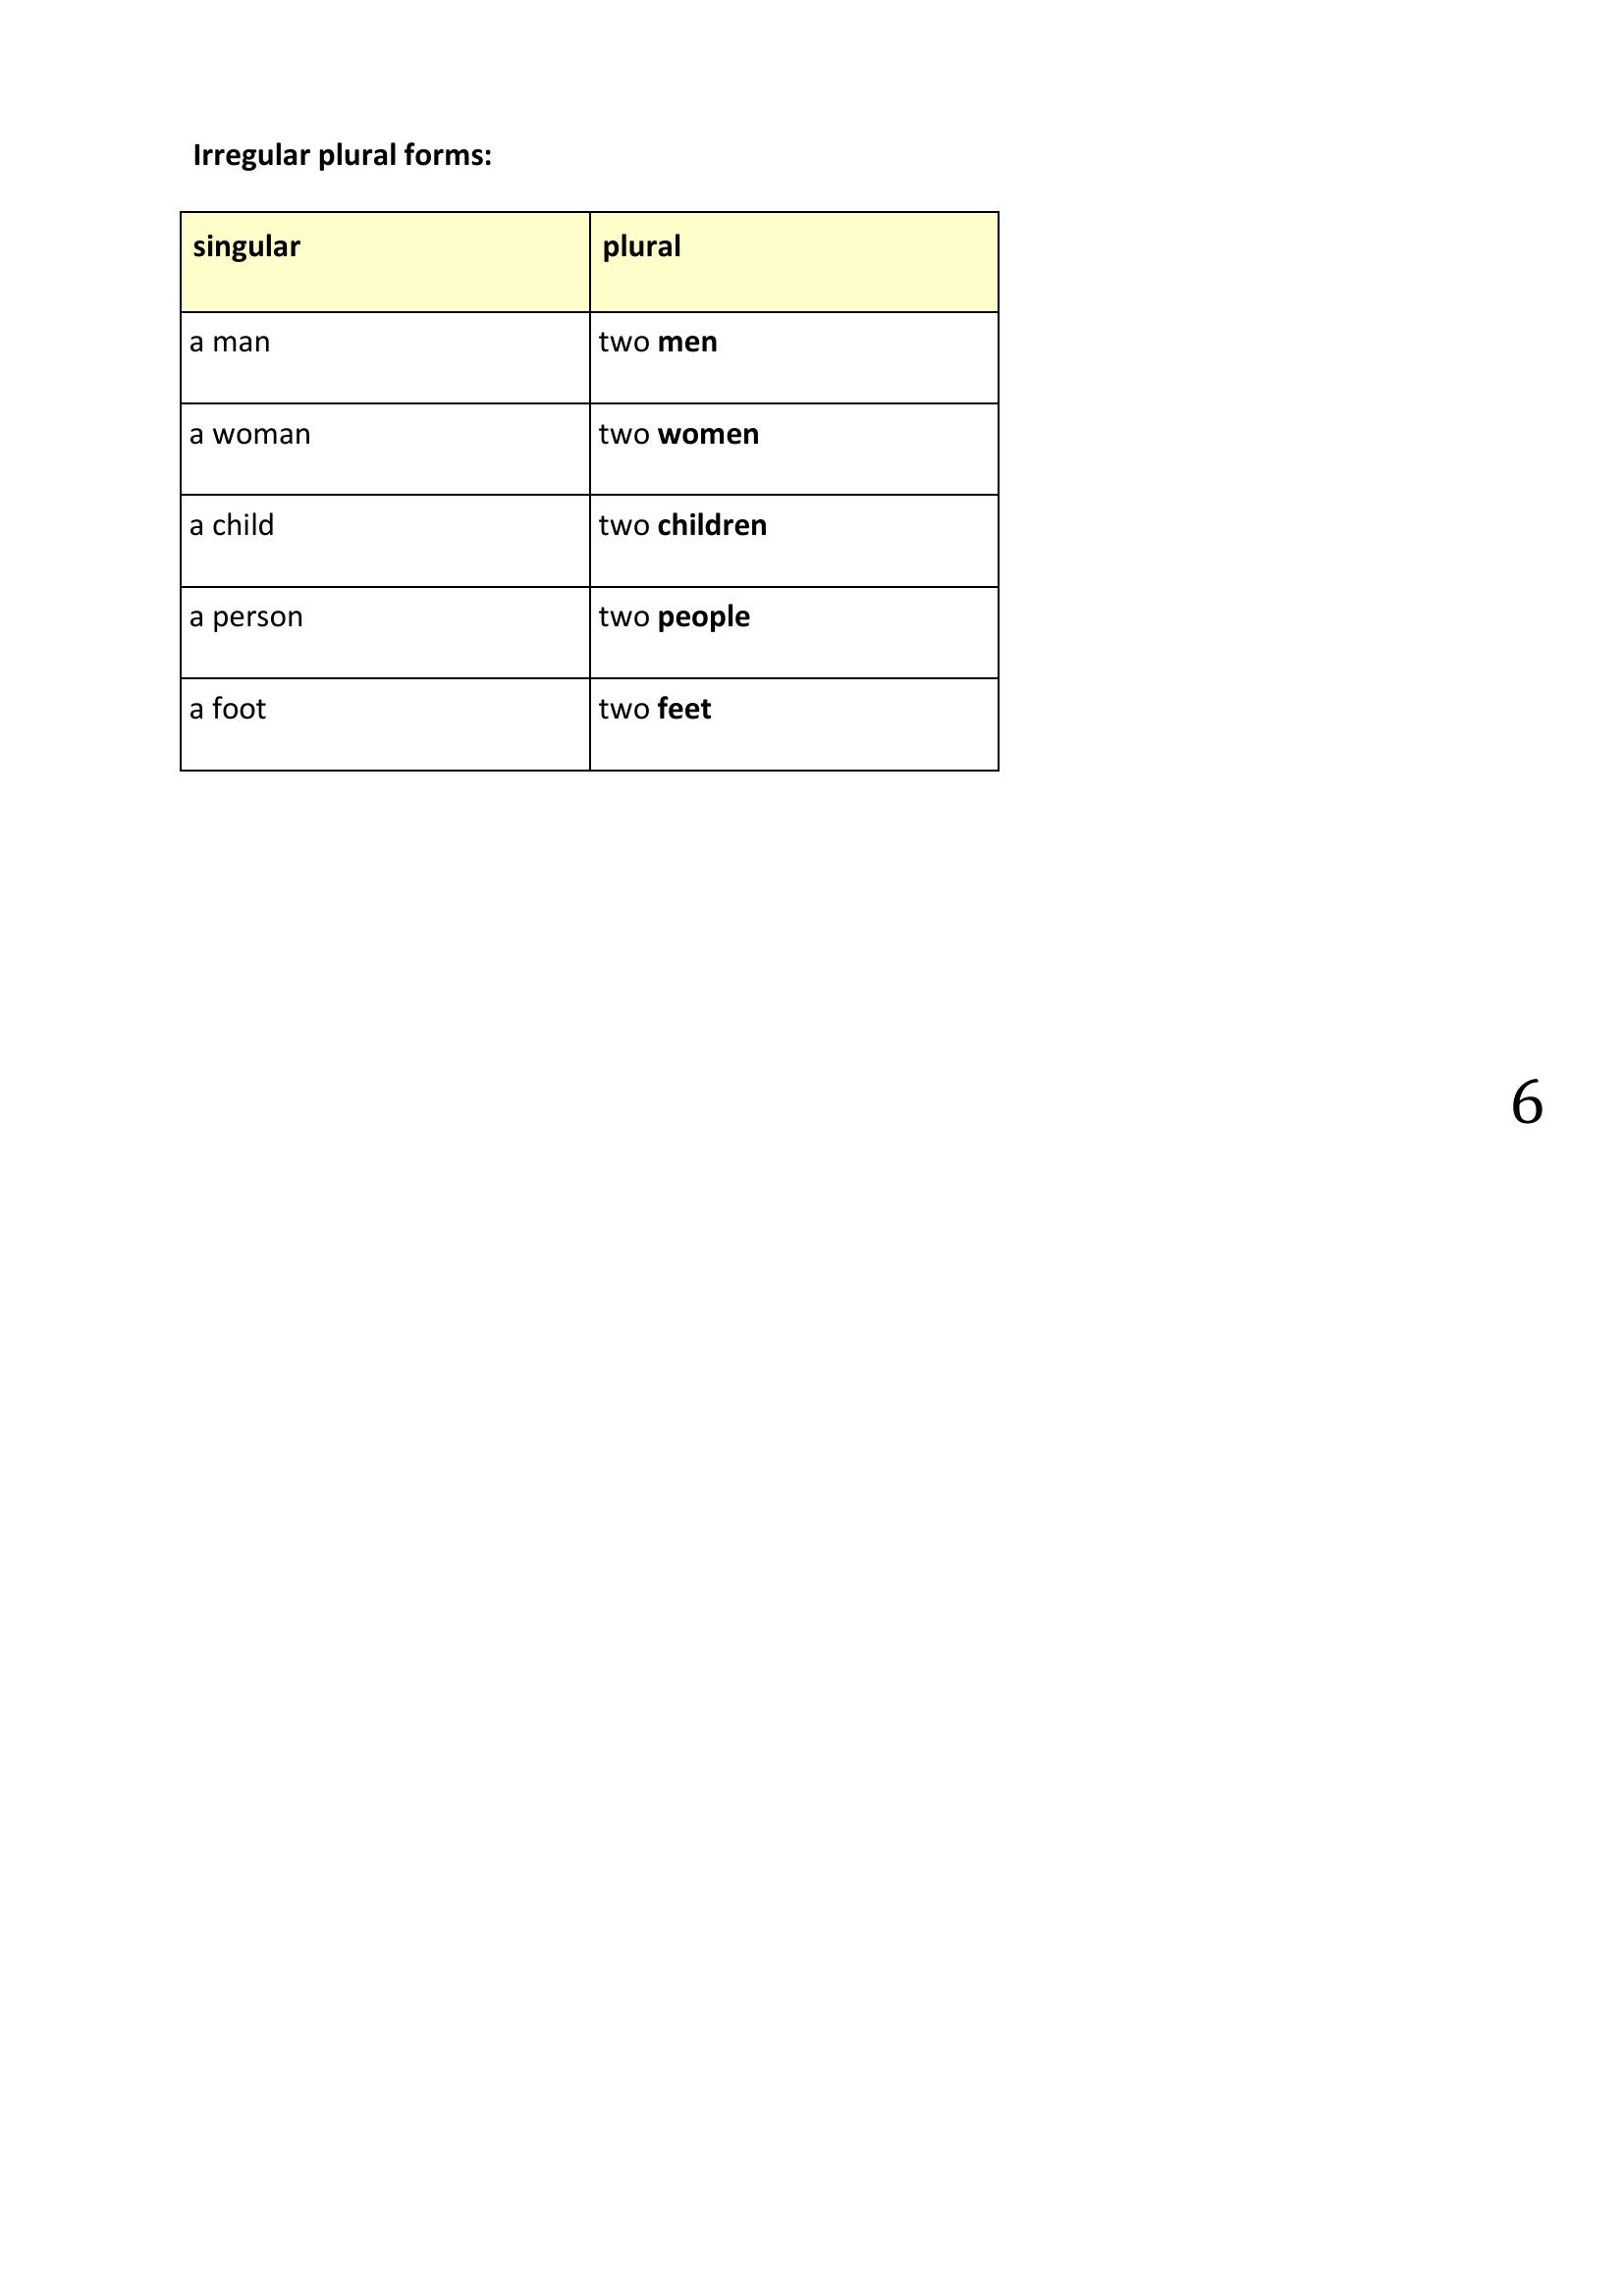 Irregular plural forms:
singular plural
a man two men
a woman two women
a child two children
a person two people
a foot two feet
6